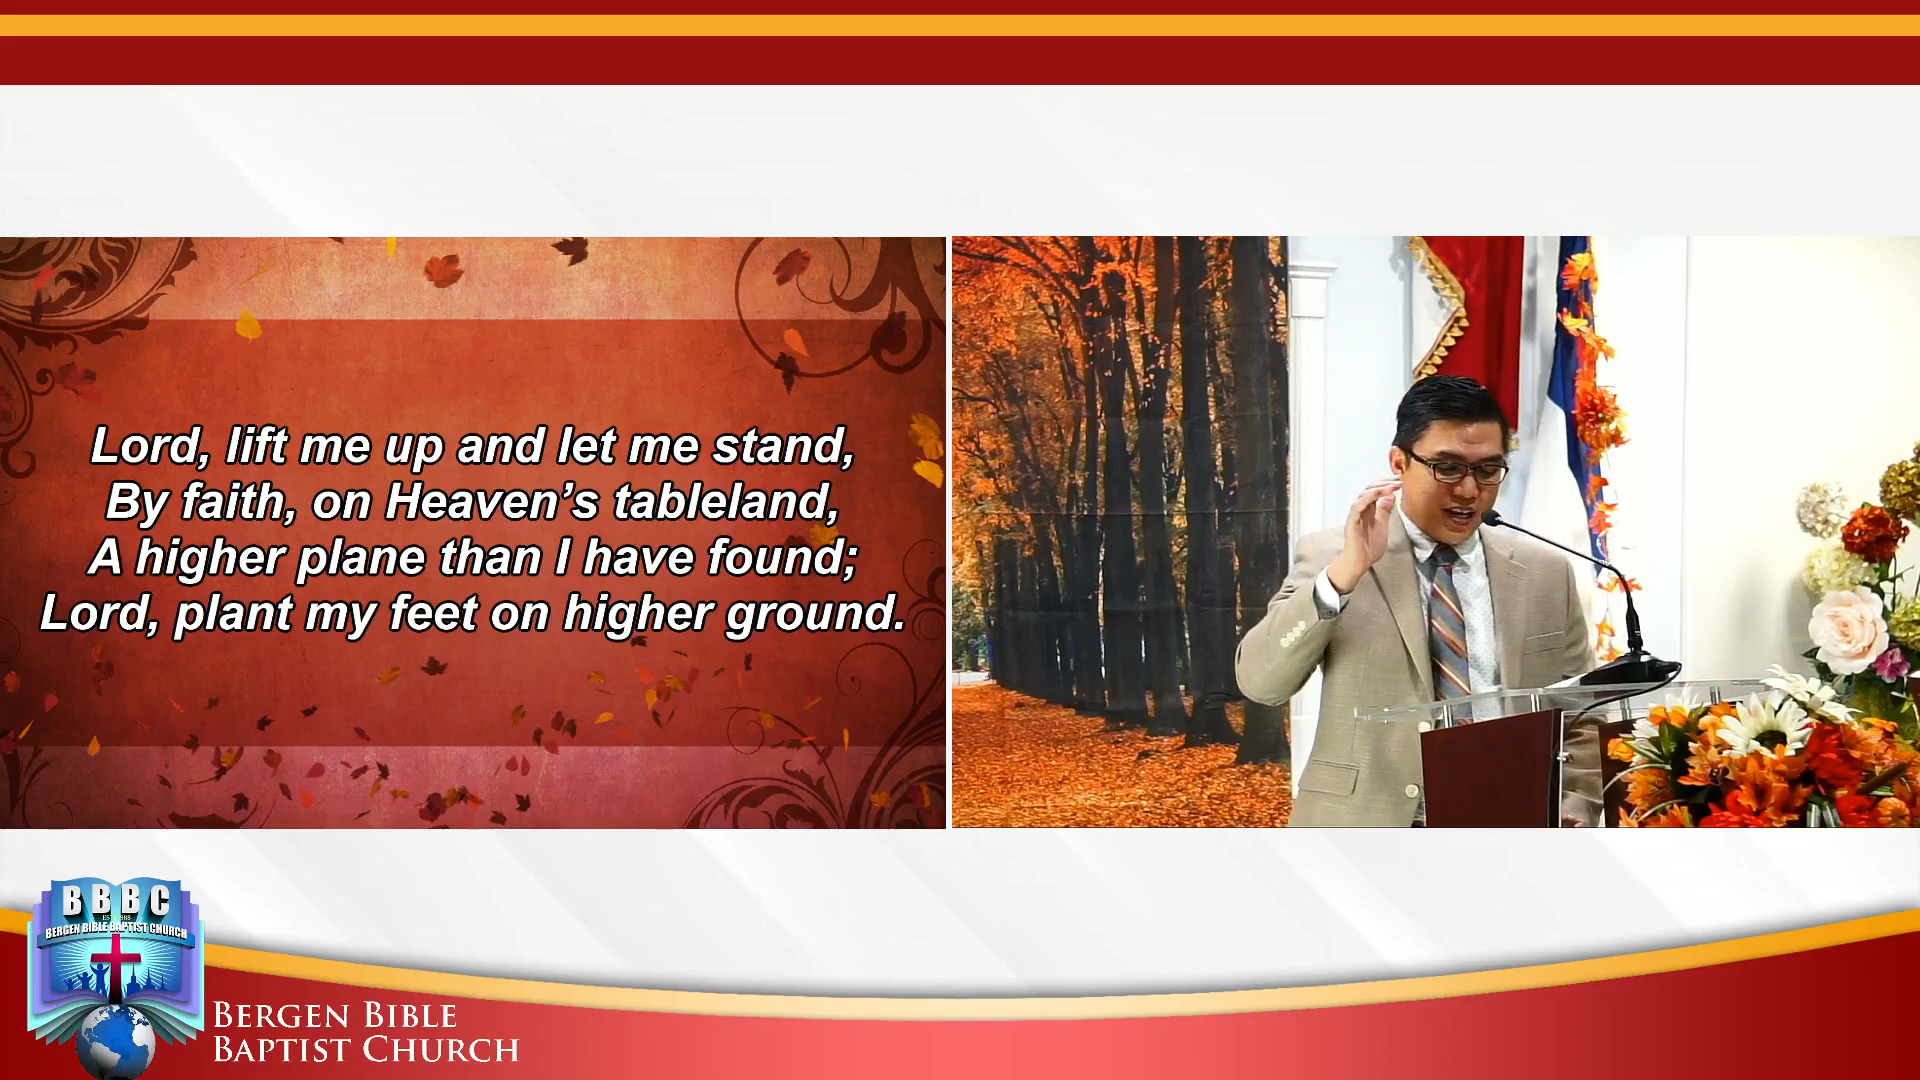 Lord, lift me up and let me stand,
By faith, on Heaven’s tableland,
A higher plane than I have found;
Lord, plant my feet on higher ground.
BBBC
BERGEN BIBLE BAPTIST CHURCH
BERGEN BIBLE
BAPTIST CHURCH